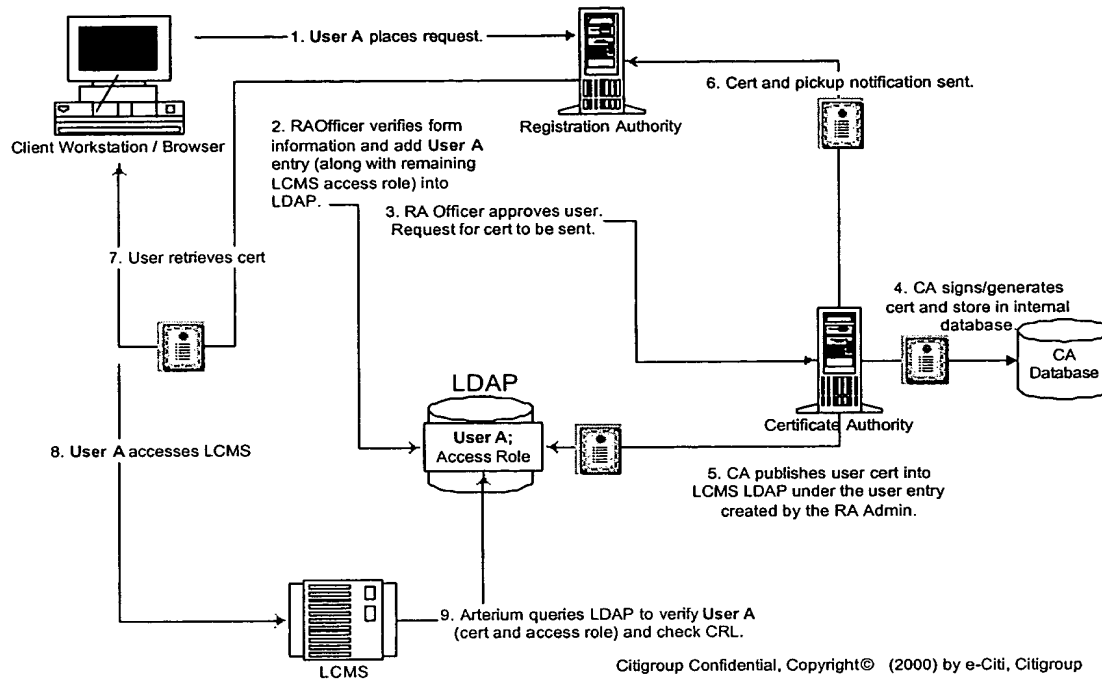 1. User A places request.
6. Cert and pickup notification sent.
Client Workstation / Browser
Registration Authority
2. RAOfficer verifies form
information and add User A
entry (along with remaining
LCMS access role) into
LDAP.
3. RA Officer approves user.
Request for cert to be sent.
7. User retrieves cert
4. CA signs/generates
cert and store in internal
database.
CA
Database
Certificate Authority
LDAP
User A;
Access Role
8. User A accesses LCMS
5. CA publishes user cert into
LCMS LDAP under the user entry
created by the RA Admin.
9. Arterium queries LDAP to verify User A
(cert and access role) and check CRL.
LCMS
Citigroup Confidential, Copyright© (2000) by e-Citi, Citigroup